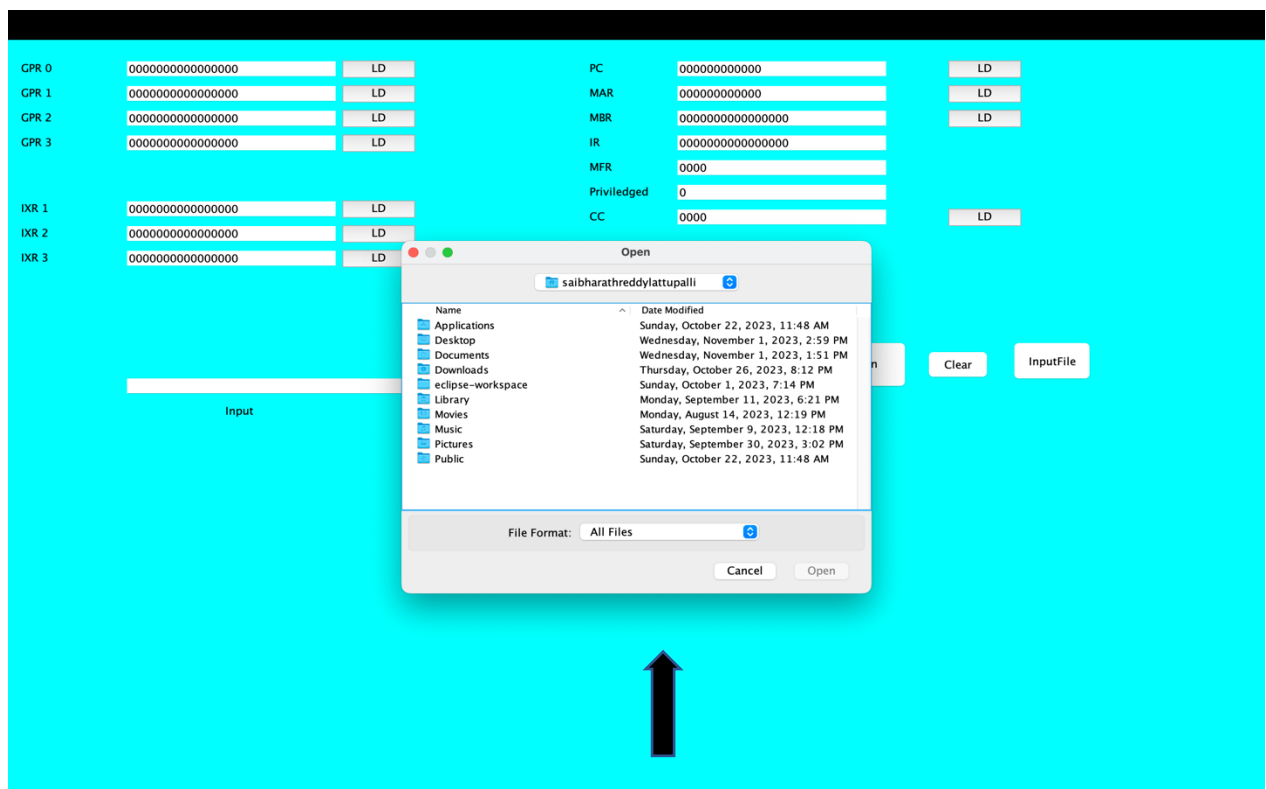 GPR 0 0000000000000000 LD PC 000000000000 LD
GPR 1 0000000000000000 LD MAR 000000000000 LD
GPR 2 0000000000000000 LD MBR 0000000000000000 LD
GPR 3 0000000000000000 LD IR 0000000000000000
MFR 0000
Priviledged 0
IXR 1 0000000000000000 LD CC 0000 LD
IXR 2 0000000000000000 LD
IXR 3 0000000000000000 LD
Open
saibharathreddylattupalli
Name Date Modified
Applications Sunday, October 22, 2023, 11:48 AM
Desktop Wednesday, November 1, 2023, 2:59 PM
Documents Wednesday, November 1, 2023, 1:51 PM
Downloads Thursday, October 26, 2023, 8:12 PM
eclipse-workspace Sunday, October 1, 2023, 7:14 PM
Library Monday, September 11, 2023, 6:21 PM
Movies Monday, August 14, 2023, 12:19 PM
Music Saturday, September 9, 2023, 12:18 PM
Pictures Saturday, September 30, 2023, 3:02 PM
Public Sunday, October 22, 2023, 11:48 AM
File Format: All Files
Cancel Open
n Clear InputFile
Input